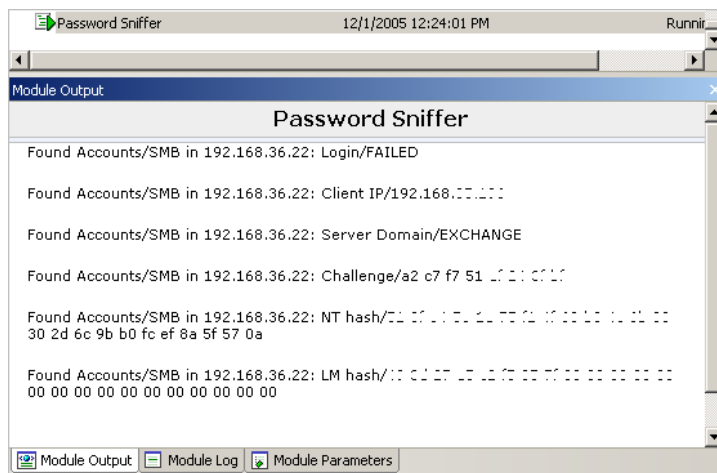 Password Sniffer 12/1/2005 12:24:01 PM
Module Output
Password Sniffer
Found Accounts/SMB in 192.168.36.22: Login/FAILED
Found Accounts/SMB in 192.168.36.22: Client IP/192.168.
Found Accounts/SMB in 192.168.36.22: Server Domain/EXCHANGE
Found Accounts/SMB in 192.168.36.22: Challenge/a2 c7 f7 51
Found Accounts/SMB in 192.168.36.22: NT hash/
30 2d 6c 9b b0 fc ef 8a 5f 57 0a
Found Accounts/SMB in 192.168.36.22: LM hash/
00 00 00 00 00 00 00 00 00 00 00
Module Output Module Log Module Parameters